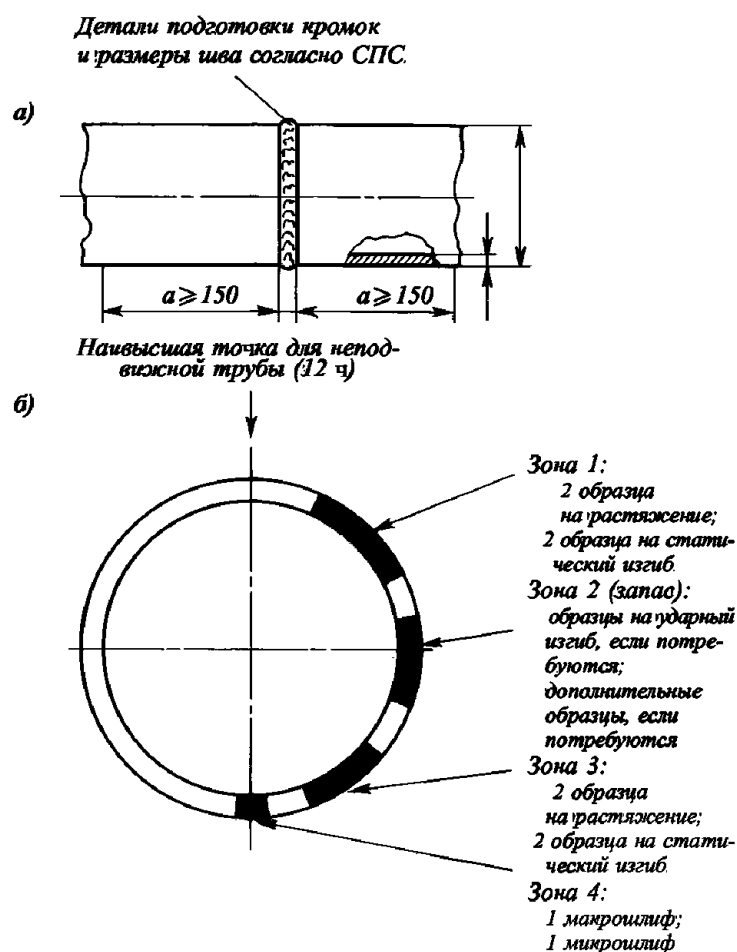 Детали подготовки кромок
и размеры шва согласно СПС.
а)
a⩾150
a⩾150
Наивысшая точка для непод-
вижной трубы (12 ч)
б)
Зона 1:
2 образца
на растяжение;
2 образца на стати-
ческий изгиб.
Зона 2 (запас):
образцы на ударный
изгиб, если потре-
буются;
дополнительные
образцы, если
потребуются
Зона 3:
2 образца
на растяжение;
2 образца на стати-
ческий изгиб
Зона 4:
1 макрошлиф;
1 микрошлиф